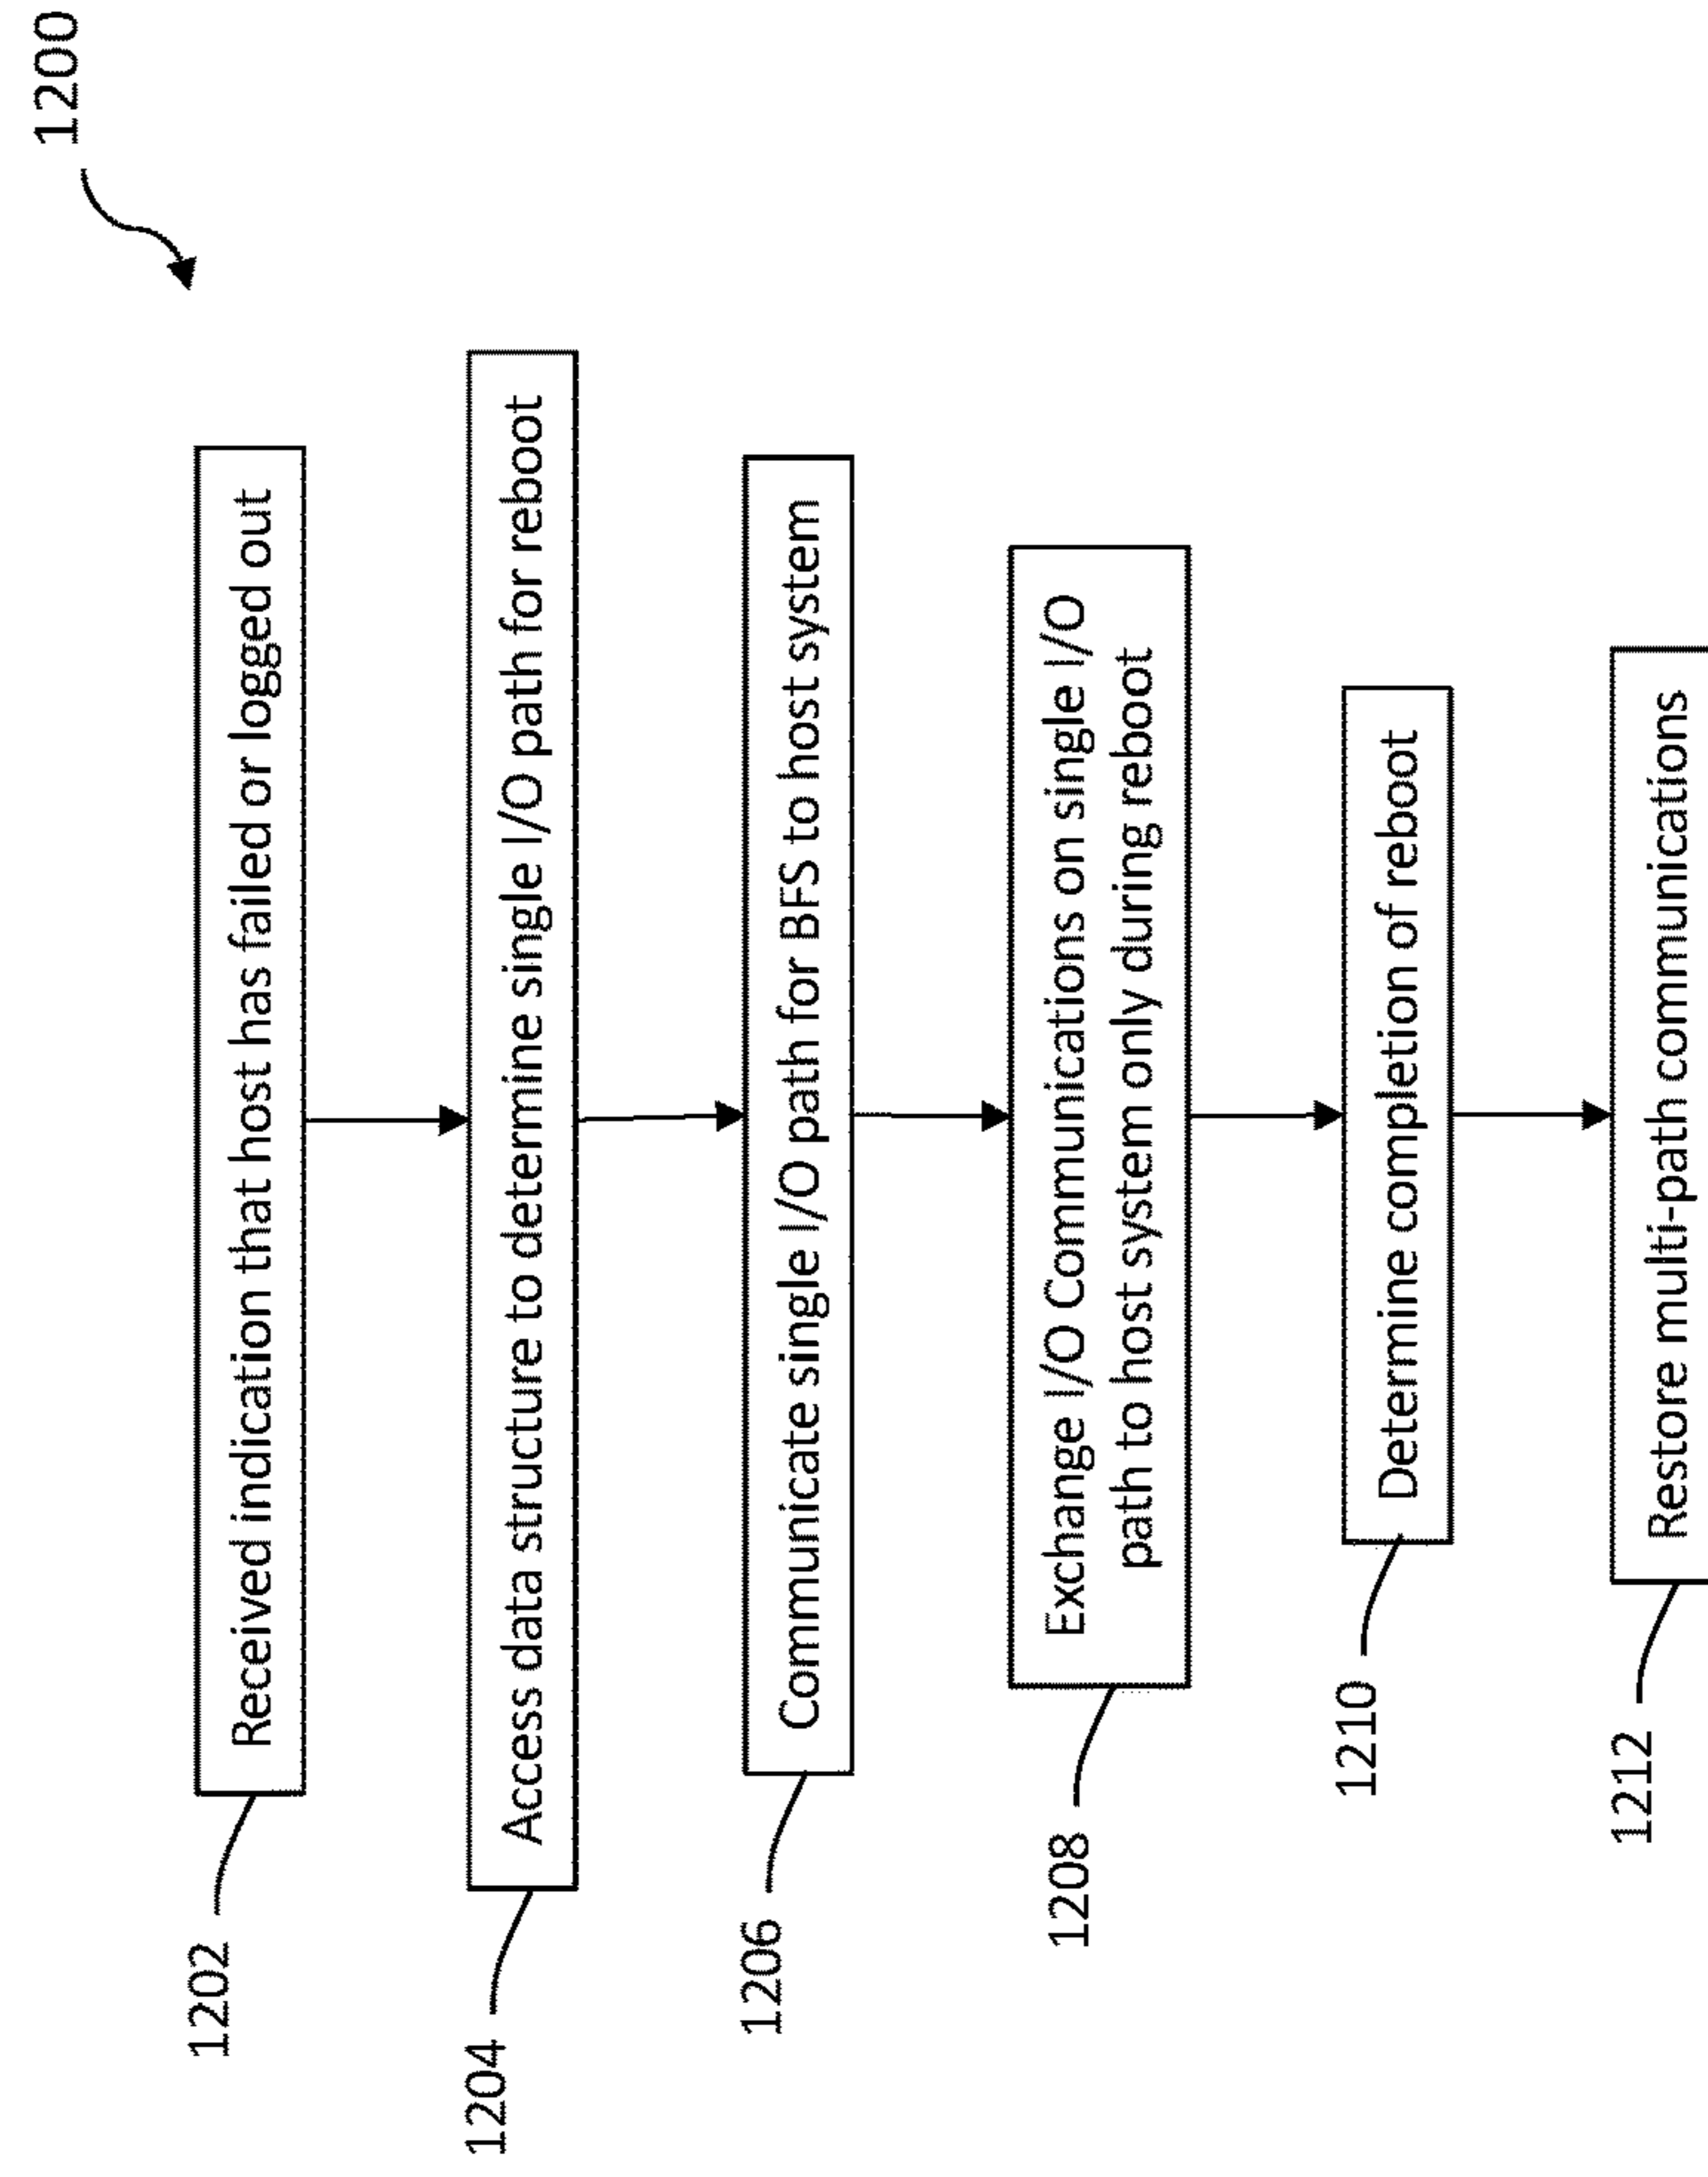 1200
1202
Received indication that host has failed or logged out
1204
Access data structure to determine single I/O path for reboot
1206
Communicate single I/O path for BFS to host system
1208
Exchange I/O Communications on single I/O
path to host system only during reboot
1210
Determine completion of reboot
1212
Restore multi-path communications